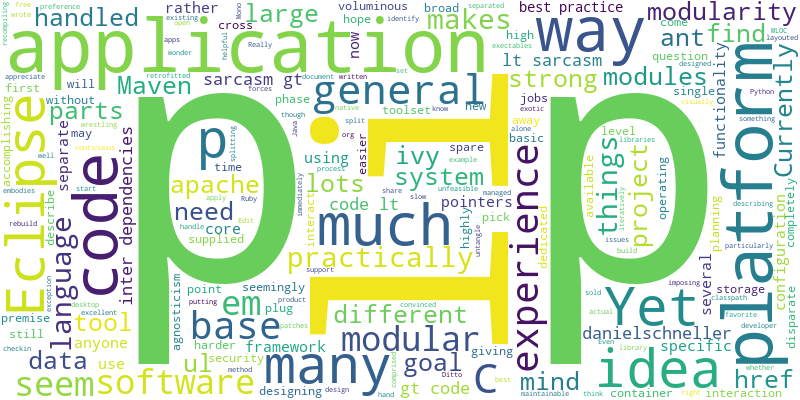 p li p
application
way
platform
code
Eclipse
much
idea
Yet
many
base
experience
modular
general
software
practically
Currently
language
apache
ivy
system
need
tool
seem
ul
em
C
p
data
goal
different
things
project
mind
href
danielschneller
modules
strong
makes
large
handled
modularity
find
ant
Maven
parts
lots
using
core
framework
designing
interaction
specific
several
functionality
configuration
storage
container
inter dependencies
separate
describe
accomplishing
agnosticism
seemingly
supplied
security
premise
anyone
use
still
plug
point
harder
giving
pointers
code lt
gt code
lt sarcasm
sarcasm gt
best practice
rather
voluminous
broad
cross
hope
now
high
come
question
single
will
first
without
may
time
phase
toolset
new
jobs
exotic
away
basic
spare
easier
level
available
operating
planning
completely
disparate
dedicated
highly
pick
interact
share
slow
unfeasible
managed
example
splitting
Ruby
rebuild
embodies
desktop
excellent
putting
product
support
method
convinced
patches
comprised
Ditto
untangle
maintainable
think
right
library
imposing
developer
favorite
classpath
particularly
describing
something
Python
visually
designed
layouted
MLOC
separated
existing
Mono
identify
wrote
open
free
recompiling
preference
apps
wonder
helpful
Really
document
written
set
forces
retrofitted
appreciate
executables
native
split
org
know
wrestling
continuous
though
java
process
immediately
alone
libraries
iteratively
issues
build
sold
actual
Even
whether
handle
apply
Edit
start
well
exception
checkin
design
hand
best